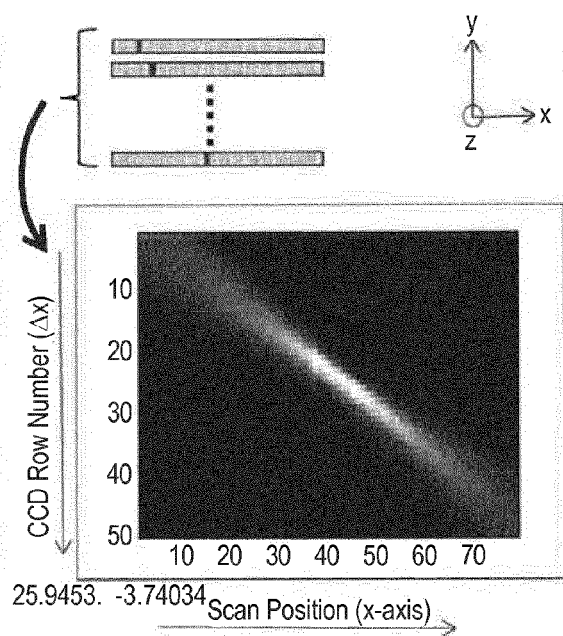 y
x
z
CCD Row Number (Δx)
10
20
30
40
50
10 20 30 40 50 60 70
25.9453. -3.74034
Scan Position (x-axis)